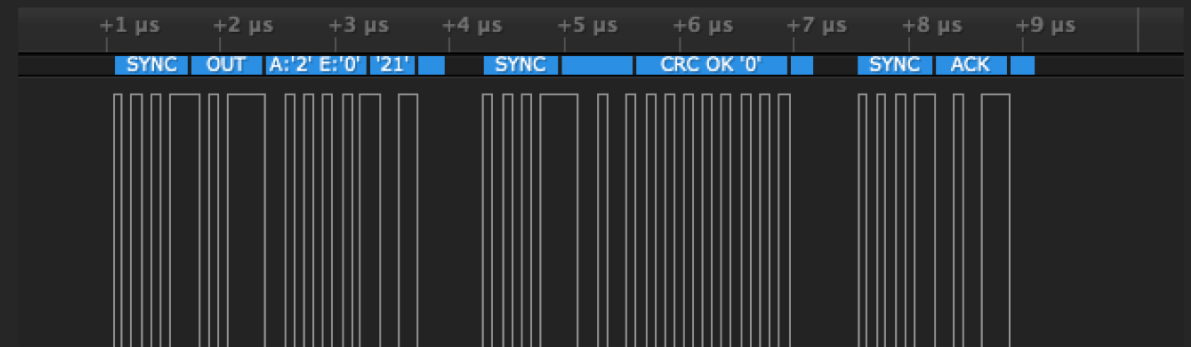 +1 µs +2 µs +3 µs +4 µs +5 µs +6 µs +7 µs +8 µs +9 µs
SYNC OUT A:'2' E:'0' '21' SYNC CRC OK '0' SYNC ACK